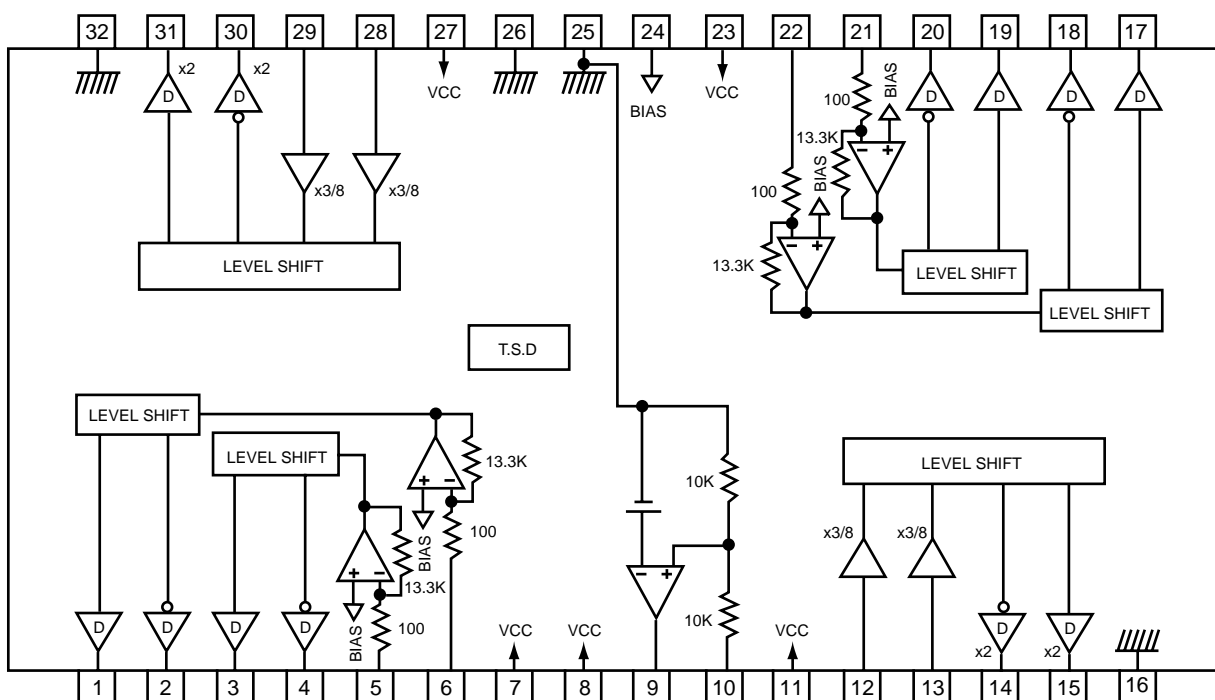 32 31 30 29 28 27 26 25 24 23 22 21 20 19 18 17
x2 x2
D D
VCC
BIAS
VCC
D D D D
BIAS
100
13.3K
− +
x3/8 x3/8
BIAS
100
− +
13.3K
LEVEL SHIFT
LEVEL SHIFT
LEVEL SHIFT
T.S.D
LEVEL SHIFT
LEVEL SHIFT
13.3K
+ −
10K
LEVEL SHIFT
BIAS
100
x3/8 x3/8
+ −
13.3K
− +
BIAS
100
10K
D D D D
VCC VCC
VCC
D D
x2 x2
1 2 3 4 5 6 7 8 9 10 11 12 13 14 15 16